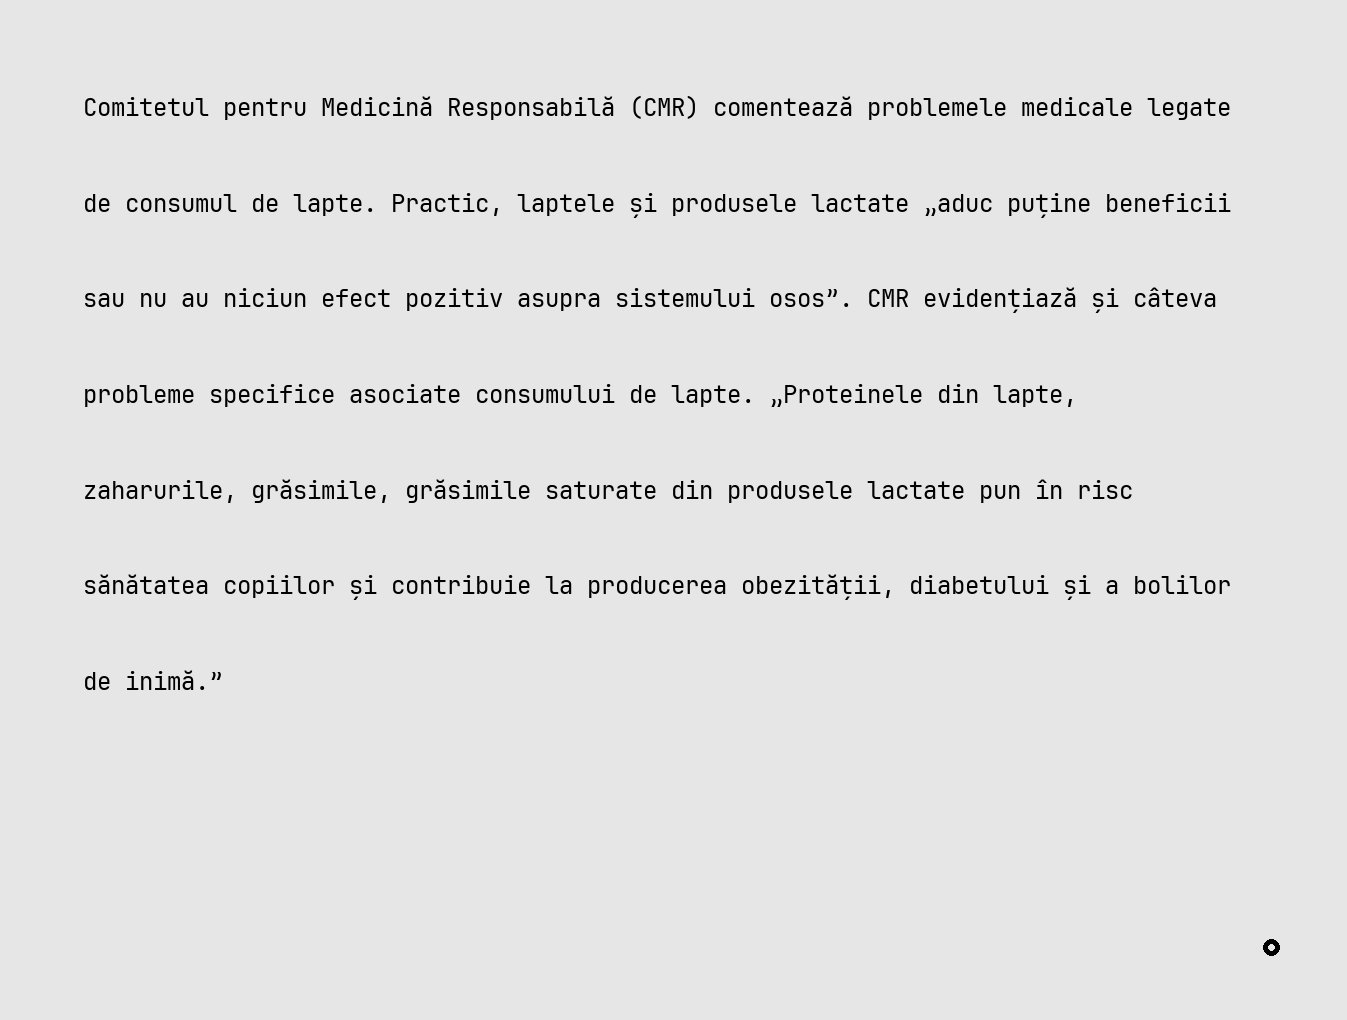 Comitetul pentru Medicină Responsabilă (CMR) comentează problemele medicale legate
de consumul de lapte. Practic, laptele și produsele lactate „aduc puține beneficii
sau nu au niciun efect pozitiv asupra sistemului osos”. CMR evidențiază și câteva
probleme specifice asociate consumului de lapte. „Proteinele din lapte,
zaharurile, grăsimile, grăsimile saturate din produsele lactate pun în risc
sănătatea copiilor și contribuie la producerea obezității, diabetului și a bolilor
de inimă.”